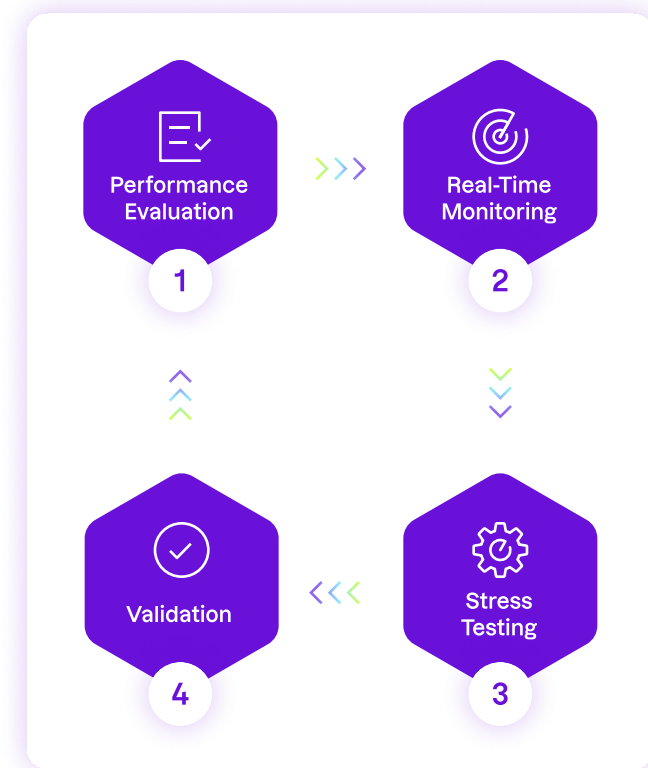 Performance
Evaluation
1
Real-Time
Monitoring
2
Stress
Testing
3
Validation
4